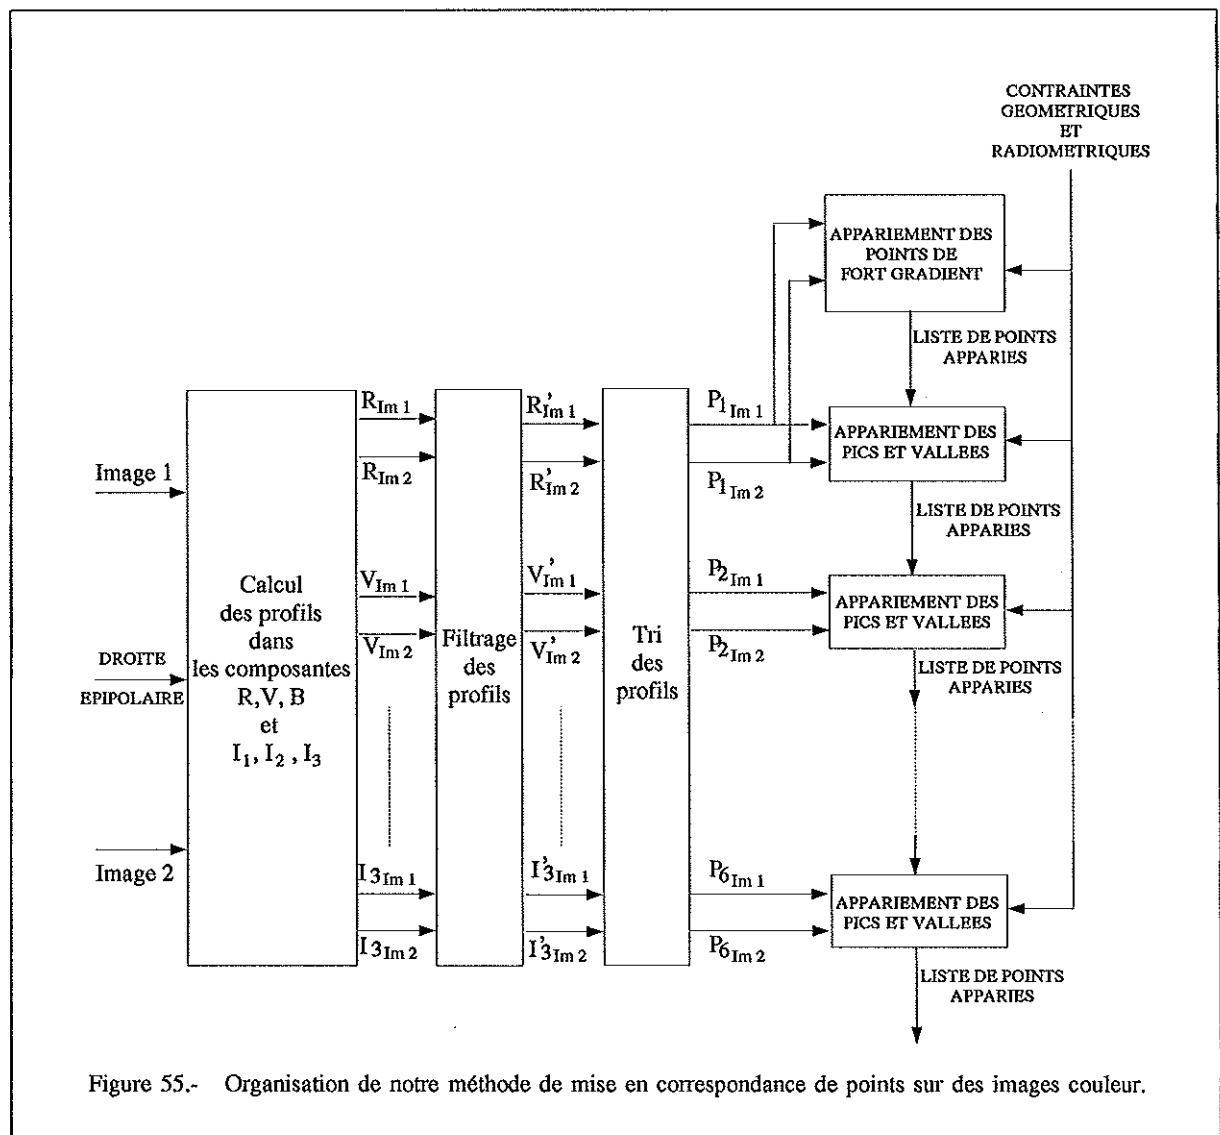 CONTRAINTES
GEOMETRIQUES
ET
RADIOMETRIQUES
APPARIEMENT DES
POINTS DE
FORT GRADIENT
LISTE DE POINTS
APPARIES
Image 1
DROITE
EPIPOLAIRE
Image 2
Calcul
des profils
dans
les composantes
R,V, B
et
I1, I2 , I3
RIm 1
RIm 2
VIm 1
VIm 2
I3Im 1
I3Im 2
Filtrage
des
profils
R'Im 1
R'Im 2
V'Im 1
V'Im 2
I'3Im 1
I'3Im 2
Tri
des
profils
P1Im 1
P1Im 2
P2Im 1
P2Im 2
P6Im 1
P6Im 2
APPARIEMENT DES
PICS ET VALLEES
LISTE DE POINTS
APPARIES
APPARIEMENT DES
PICS ET VALLEES
LISTE DE POINTS
APPARIES
APPARIEMENT DES
PICS ET VALLEES
LISTE DE POINTS
APPARIES
Figure 55.- Organisation de notre méthode de mise en correspondance de points sur des images couleur.